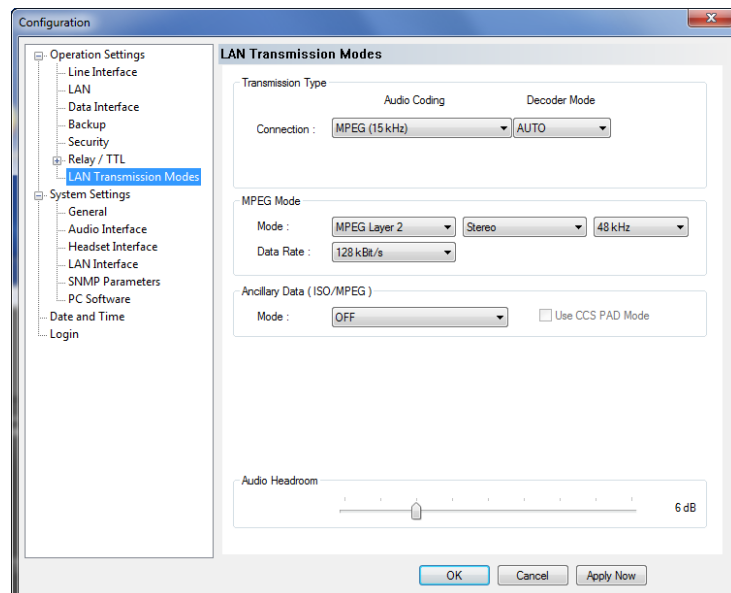 Configuration
x
Operation Settings
Line Interface
LAN
Data Interface
Backup
Security
Relay / TTL
LAN Transmission Modes
System Settings
General
Audio Interface
Headset Interface
LAN Interface
SNMP Parameters
PC Software
Date and Time
Login
LAN Transmission Modes
Transmission Type
Audio Coding Decoder Mode
Connection : MPEG (15 kHz) AUTO
MPEG Mode
Mode : MPEG Layer 2 Stereo 48 kHz
Data Rate : 128 kBit/s
Ancillary Data ( ISO/MPEG )
Mode : OFF Use CCS PAD Mode
Audio Headroom
6 dB
OK Cancel Apply Now